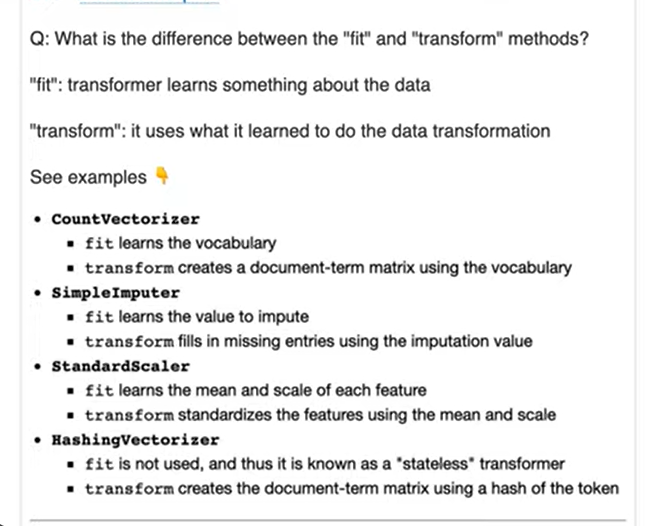 Q: What is the difference between the "fit" and "transform" methods?
"fit": transformer learns something about the data
"transform": it uses what it learned to do the data transformation
See examples 👇
• CountVectorizer
▪ fit learns the vocabulary
▪ transform creates a document-term matrix using the vocabulary
• SimpleImputer
▪ fit learns the value to impute
▪ transform fills in missing entries using the imputation value
• StandardScaler
▪ fit learns the mean and scale of each feature
▪ transform standardizes the features using the mean and scale
• HashingVectorizer
▪ fit is not used, and thus it is known as a "stateless" transformer
▪ transform creates the document-term matrix using a hash of the token